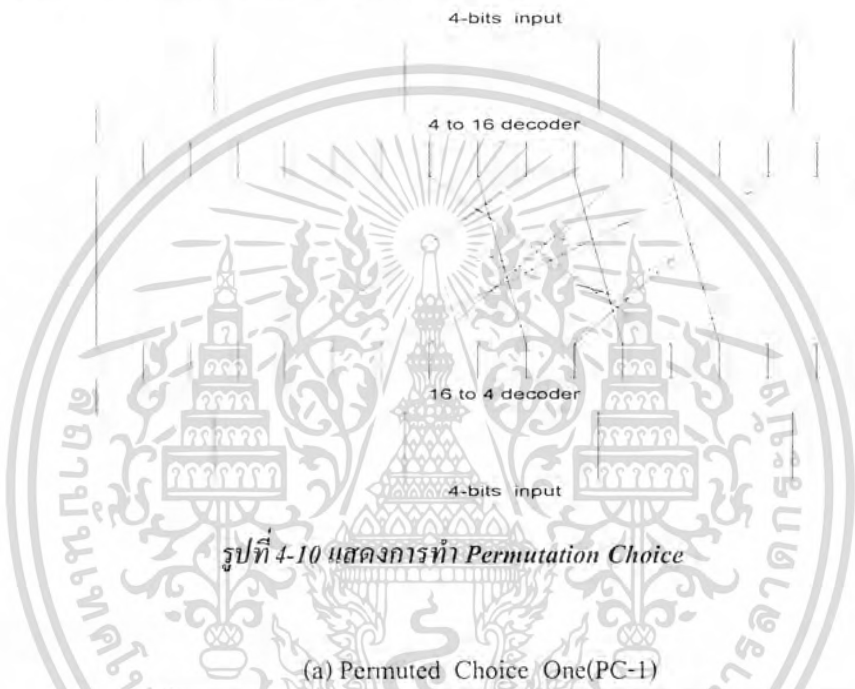 4-bits input
4 to 16 decoder
16 to 4 decoder
4-bits input
รูปที่ 4-10 แสดงการทำ Permutation Choice
(a) Permuted Choice One(PC-1)